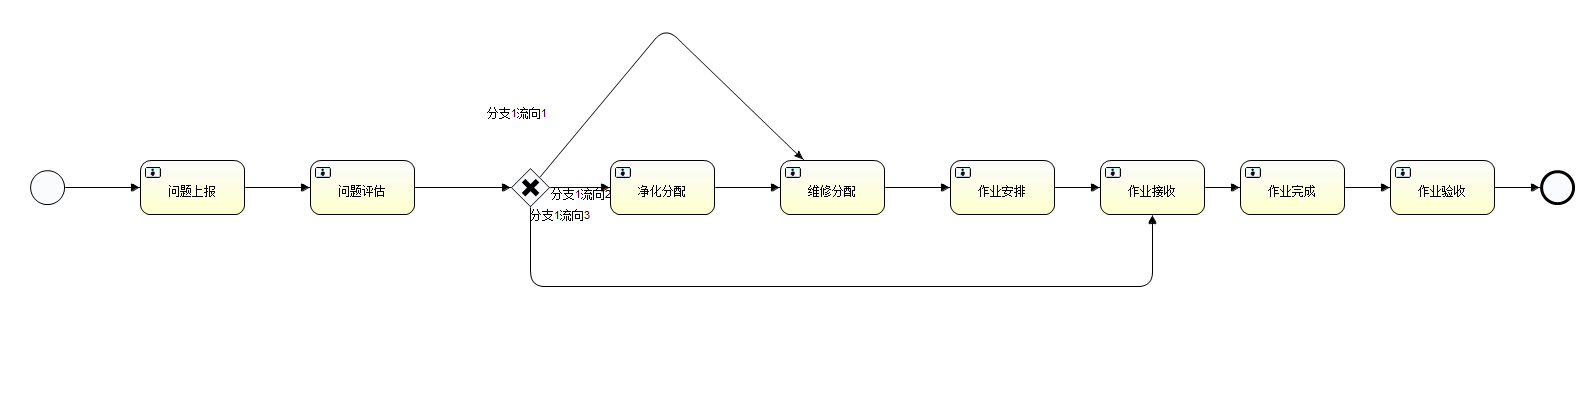 分支1流向1
问题上报
问题评估
分支1流向2
净化分配
维修分配
作业安排
作业接收
作业完成
作业验收
分支1流向3